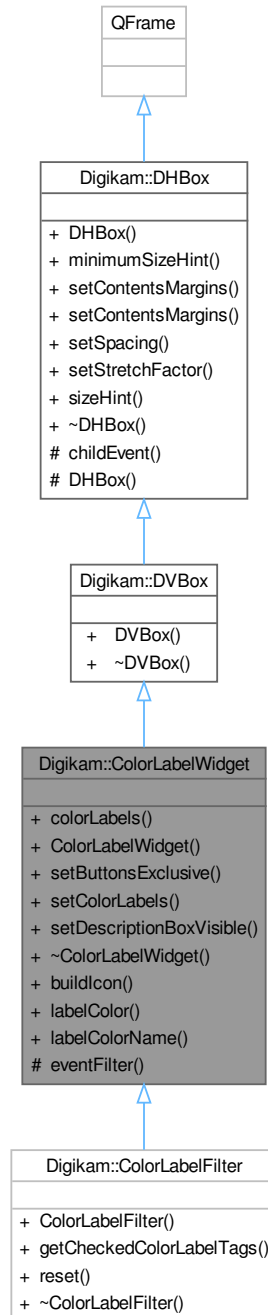 QFrame
Digikam::DHBox
+ DHBox()
+ minimumSizeHint()
+ setContentsMargins()
+ setContentsMargins()
+ setSpacing()
+ setStretchFactor()
+ sizeHint()
+ ~DHBox()
# childEvent()
# DHBox()
Digikam::DVBox
+ DVBox()
+ ~DVBox()
Digikam::ColorLabelWidget
+ colorLabels()
+ ColorLabelWidget()
+ setButtonsExclusive()
+ setColorLabels()
+ setDescriptionBoxVisible()
+ ~ColorLabelWidget()
+ buildIcon()
+ labelColor()
+ labelColorName()
# eventFilter()
Digikam::ColorLabelFilter
+ ColorLabelFilter()
+ getCheckedColorLabelTags()
+ reset()
+ ~ColorLabelFilter()